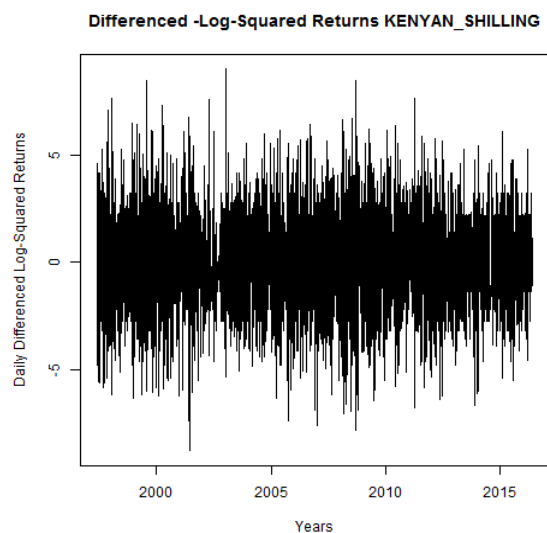 Differenced -Log-Squared Returns KENYAN_SHILLING
Daily Differenced Log-Squared Returns
5
0
-5
2000 2005 2010 2015
Years